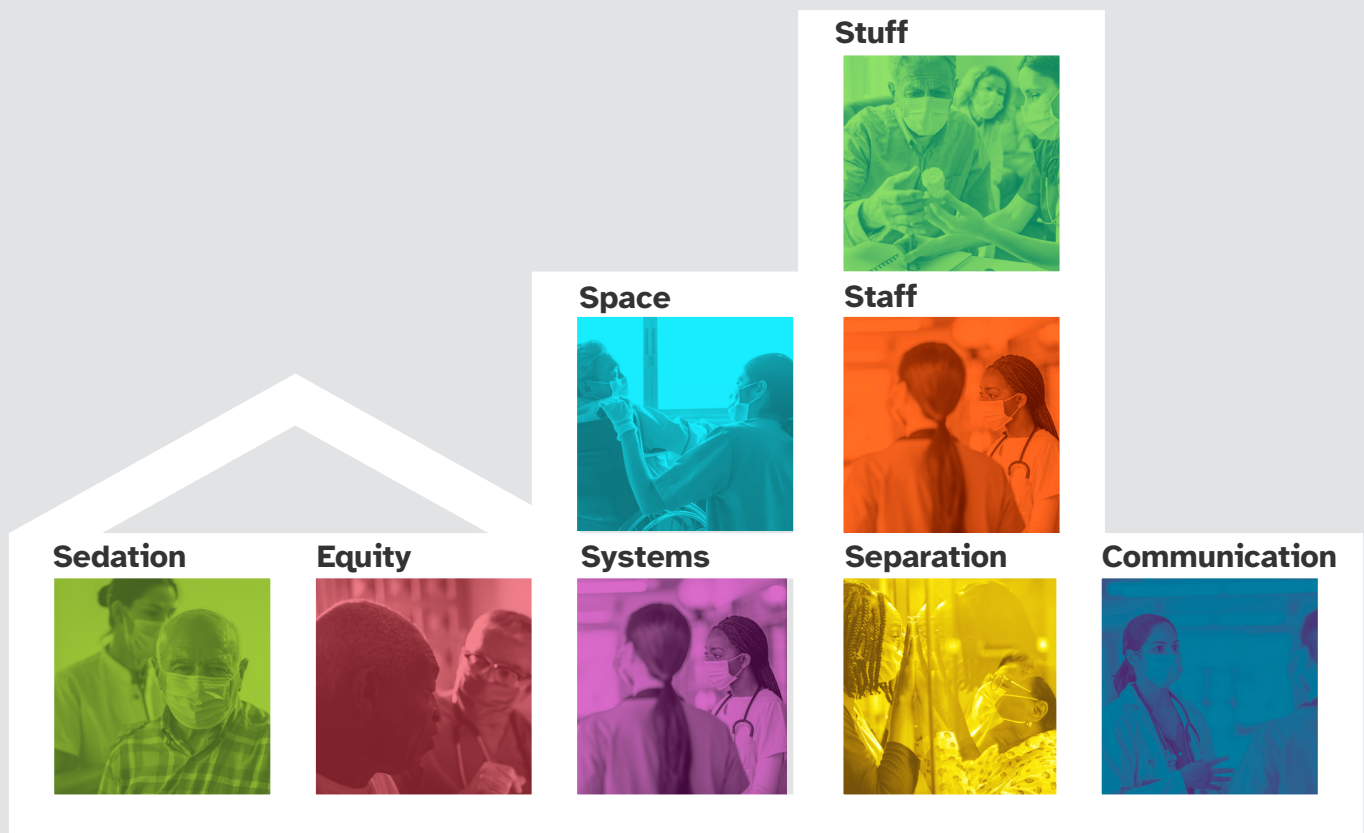 Stuff
Space
Staff
Sedation
Equity
Systems
Separation
Communication